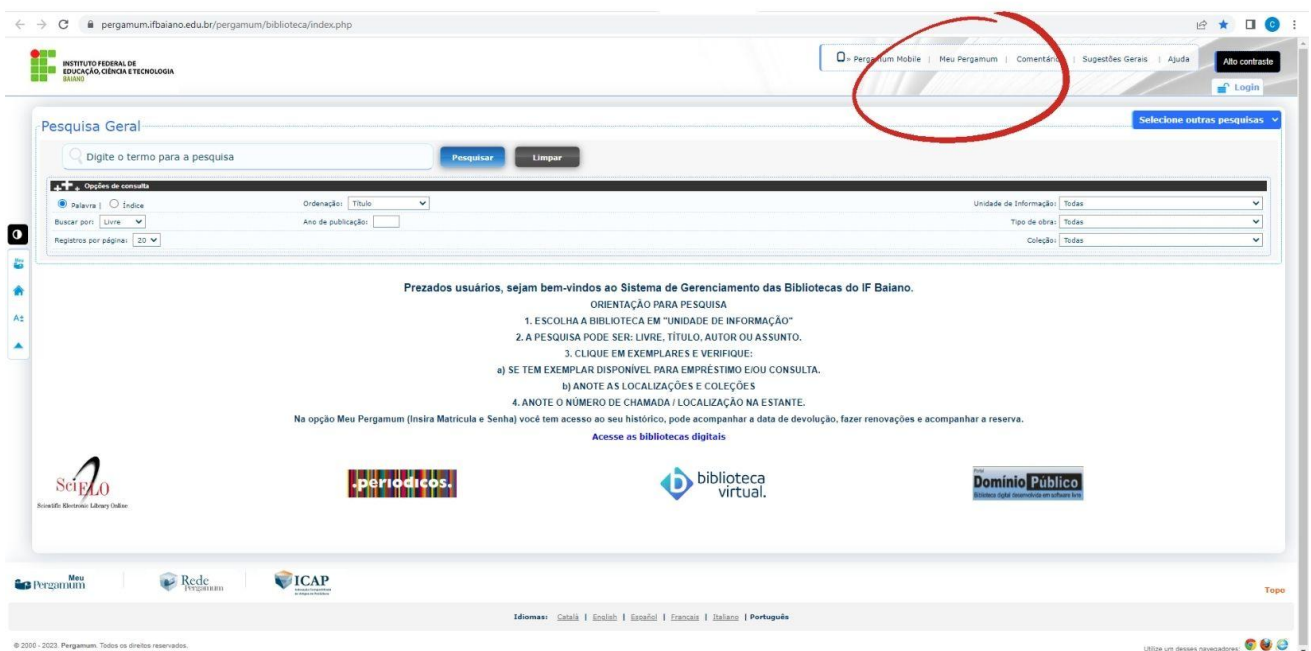 pergamum.ifbaiano.edu.br/pergamum/biblioteca/index.php
C
INSTITUTO FEDERAL DE
EDUCAÇÃO, CIÊNCIA E TECNOLOGIA
BAIANO
» Pergamum Mobile | Meu Pergamum | Comentários | Sugestões Gerais | Ajuda
Alto contraste
Login
Pesquisa Geral
Selecione outras pesquisas
Digite o termo para a pesquisa
Pesquisar
Limpar
Opções de consulta
Palavra | Índice
Ordenação: Título
Unidade de Informação: Todas
Buscar por: Livre
Ano de publicação:
Tipo de obra: Todas
Registros por página: 20
Coleção: Todas
Meu
A±
Prezados usuários, sejam bem-vindos ao Sistema de Gerenciamento das Bibliotecas do IF Baiano.
ORIENTAÇÃO PARA PESQUISA
1. ESCOLHA A BIBLIOTECA EM "UNIDADE DE INFORMAÇÃO"
2. A PESQUISA PODE SER: LIVRE, TÍTULO, AUTOR OU ASSUNTO.
3. CLIQUE EM EXEMPLARES E VERIFIQUE:
a) SE TEM EXEMPLAR DISPONÍVEL PARA EMPRÉSTIMO E/OU CONSULTA.
b) ANOTE AS LOCALIZAÇÕES E COLEÇÕES
4. ANOTE O NÚMERO DE CHAMADA / LOCALIZAÇÃO NA ESTANTE.
Na opção Meu Pergamum (Insira Matrícula e Senha) você tem acesso ao seu histórico, pode acompanhar a data de devolução, fazer renovações e acompanhar a reserva.
Acesse as bibliotecas digitais
SciELO
Scientific Electronic Library Online
.periodicos.
biblioteca
virtual.
Portal
Domínio Público
Biblioteca digital desenvolvida em software livre
Meu
Pergamum
Rede
Pergamum
ICAP
Topo
Idiomas: Català | English | Español | Français | Italiano | Português
© 2000 - 2023 Pergamum. Todos os direitos reservados.
Utilize um desses navegadores: